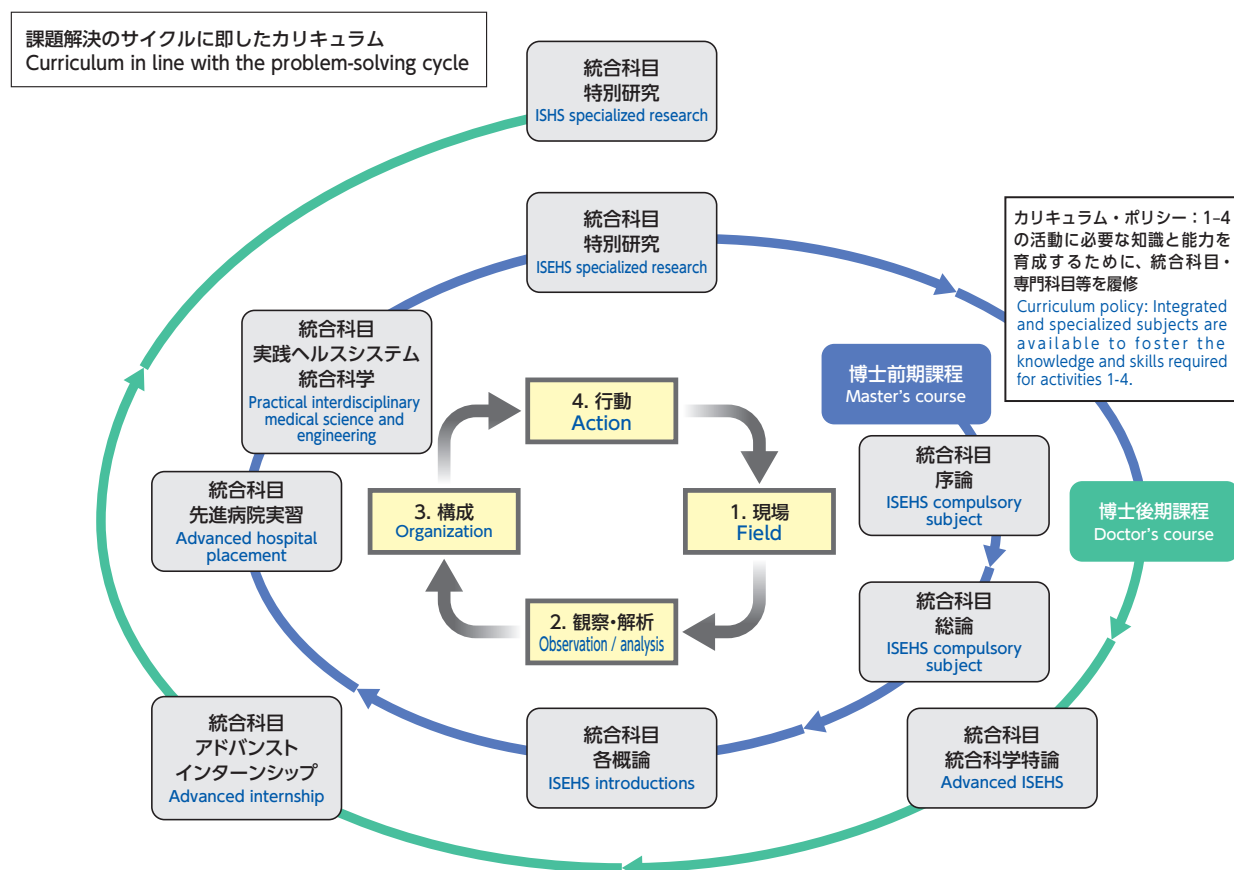 課題解決のサイクルに即したカリキュラム
Curriculum in line with the problem-solving cycle
統合科目
特別研究
ISHS specialized research
統合科目
特別研究
ISEHS specialized research
カリキュラム・ポリシー：1–4
の活動に必要な知識と能力を
育成するために、統合科目・
専門科目等を履修
Curriculum policy: Integrated
and specialized subjects are
available to foster the
knowledge and skills required
for activities 1-4.
統合科目
実践ヘルスシステム
統合科学
Practical interdisciplinary
medical science and
engineering
博士前期課程
Master's course
4. 行動
Action
統合科目
序論
ISEHS compulsory
subject
統合科目
先進病院実習
Advanced hospital
placement
3. 構成
Organization
1. 現場
Field
博士後期課程
Doctor's course
2. 観察・解析
Observation / analysis
統合科目
総論
ISEHS compulsory
subject
統合科目
アドバンスト
インターンシップ
Advanced internship
統合科目
各概論
ISEHS introductions
統合科目
統合科学特論
Advanced ISEHS